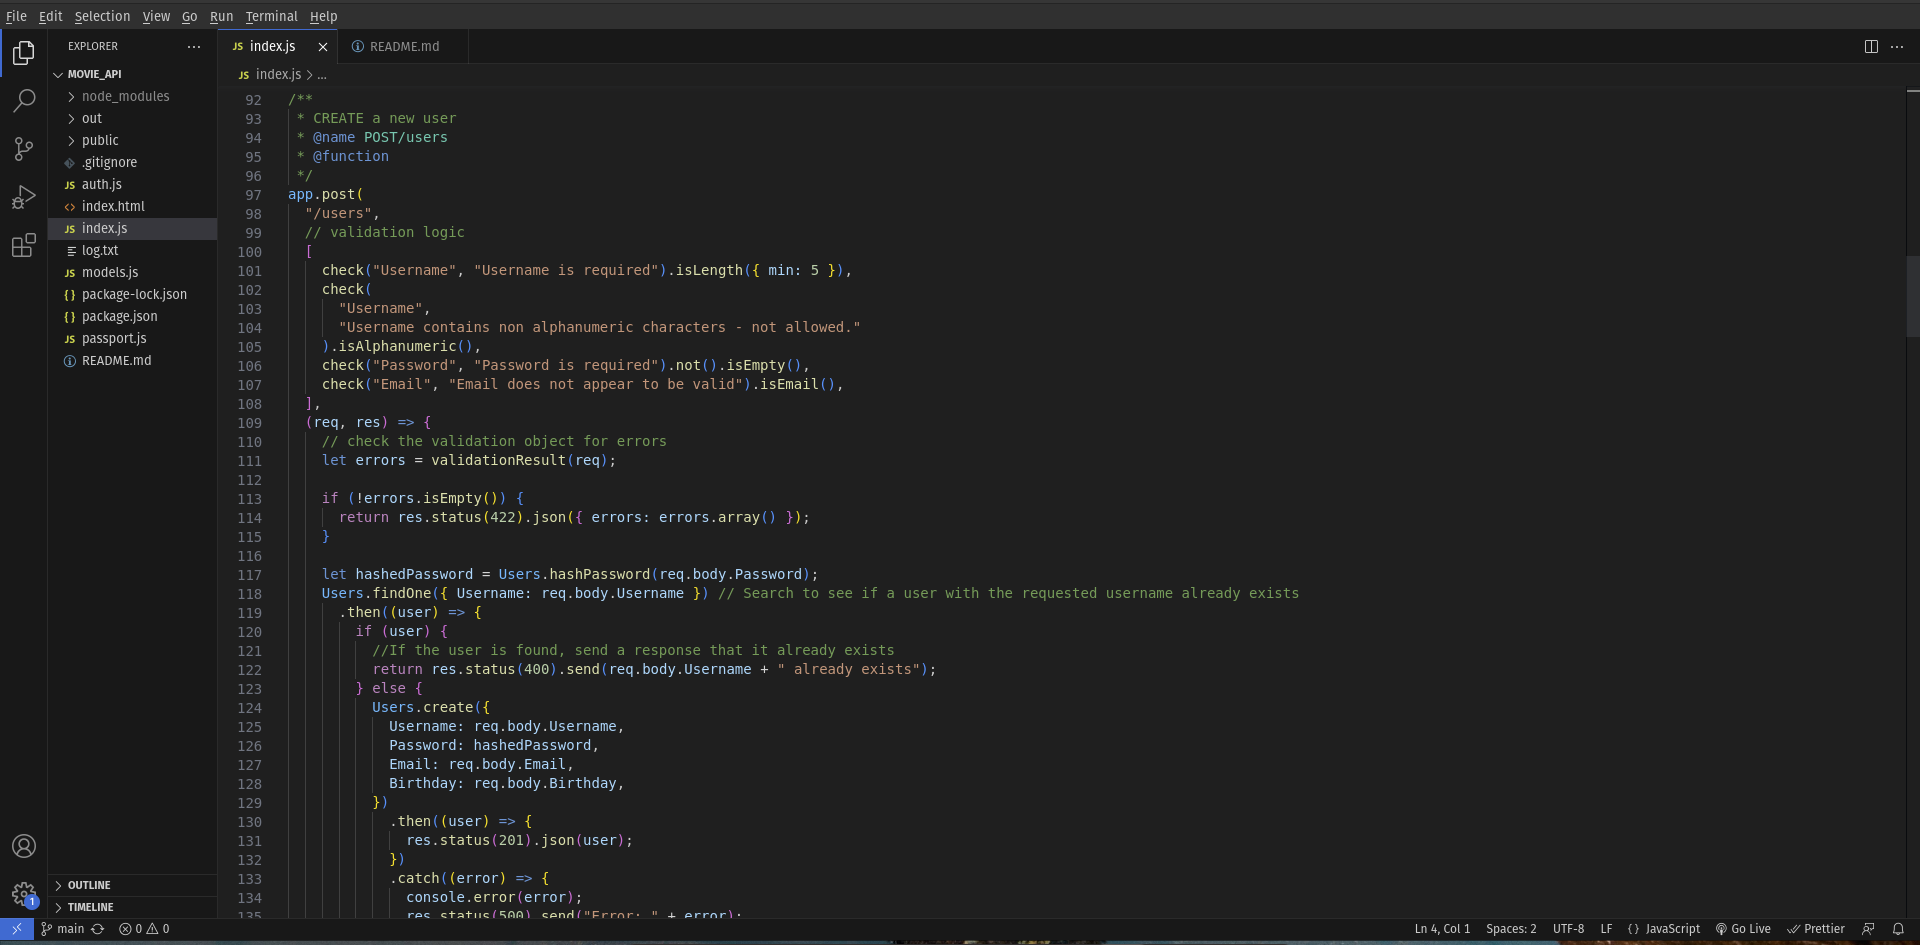 File Edit Selection View Go Run Terminal Help
EXPLORER
MOVIE_API
node_modules
out
public
.gitignore
JS auth.js
<> index.html
JS index.js
log.txt
JS models.js
{} package-lock.json
{} package.json
JS passport.js
README.md
OUTLINE
TIMELINE
1
JS index.js
README.md
JS index.js > ...
92 /**
93  * CREATE a new user
94  * @name POST/users
95  * @function
96  */
97 app.post(
98   "/users",
99   // validation logic
100   [
101     check("Username", "Username is required").isLength({ min: 5 }),
102     check(
103       "Username",
104       "Username contains non alphanumeric characters - not allowed."
105     ).isAlphanumeric(),
106     check("Password", "Password is required").not().isEmpty(),
107     check("Email", "Email does not appear to be valid").isEmail(),
108   ],
109   (req, res) => {
110     // check the validation object for errors
111     let errors = validationResult(req);
112
113     if (!errors.isEmpty()) {
114       return res.status(422).json({ errors: errors.array() });
115     }
116
117     let hashedPassword = Users.hashPassword(req.body.Password);
118     Users.findOne({ Username: req.body.Username }) // Search to see if a user with the requested username already exists
119       .then((user) => {
120         if (user) {
121           //If the user is found, send a response that it already exists
122           return res.status(400).send(req.body.Username + " already exists");
123         } else {
124           Users.create({
125             Username: req.body.Username,
126             Password: hashedPassword,
127             Email: req.body.Email,
128             Birthday: req.body.Birthday,
129           })
130             .then((user) => {
131               res.status(201).json(user);
132             })
133             .catch((error) => {
134               console.error(error);
135               res.status(500).send("Error: " + error);
main 0 0 Ln 4, Col 1 Spaces: 2 UTF-8 LF {} JavaScript Go Live Prettier